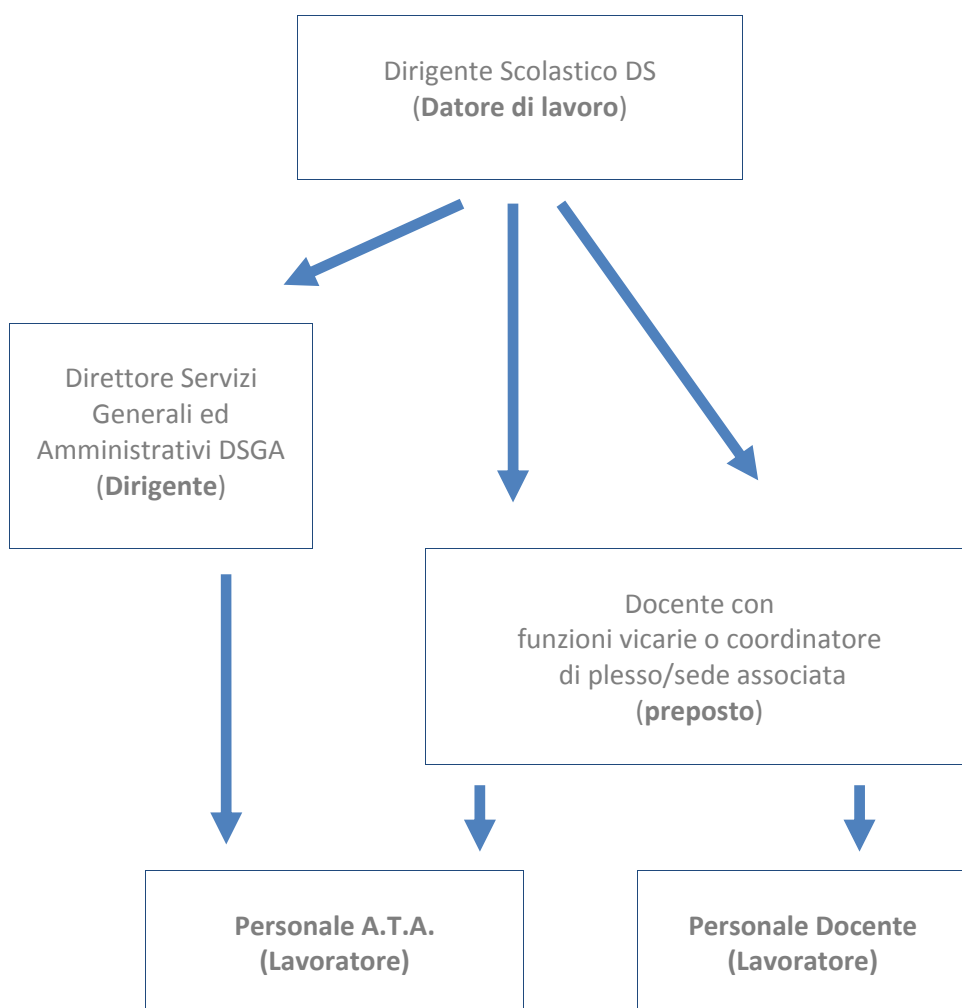 Dirigente Scolastico DS
(Datore di lavoro)
Direttore Servizi
Generali ed
Amministrativi DSGA
(Dirigente)
Docente con
funzioni vicarie o coordinatore
di plesso/sede associata
(preposto)
Personale A.T.A.
(Lavoratore)
Personale Docente
(Lavoratore)